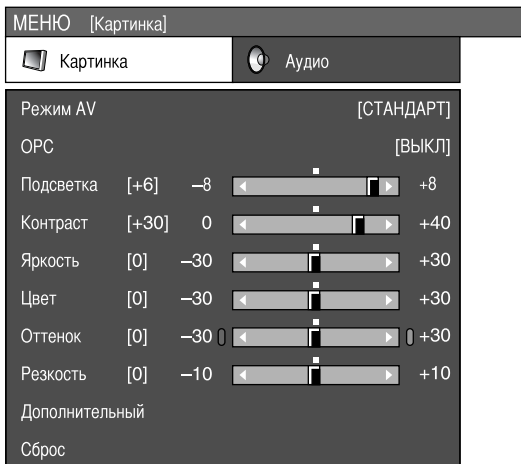 МЕНЮ [Картинка]
Картинка Аудио
Режим AV [СТАНДАРТ]
OPC [ВЫКЛ]
Подсветка [+6] –8 +8
Контраст [+30] 0 +40
Яркость [0] –30 +30
Цвет [0] –30 +30
Оттенок [0] –30 +30
Резкость [0] –10 +10
Дополнительный
Сброс